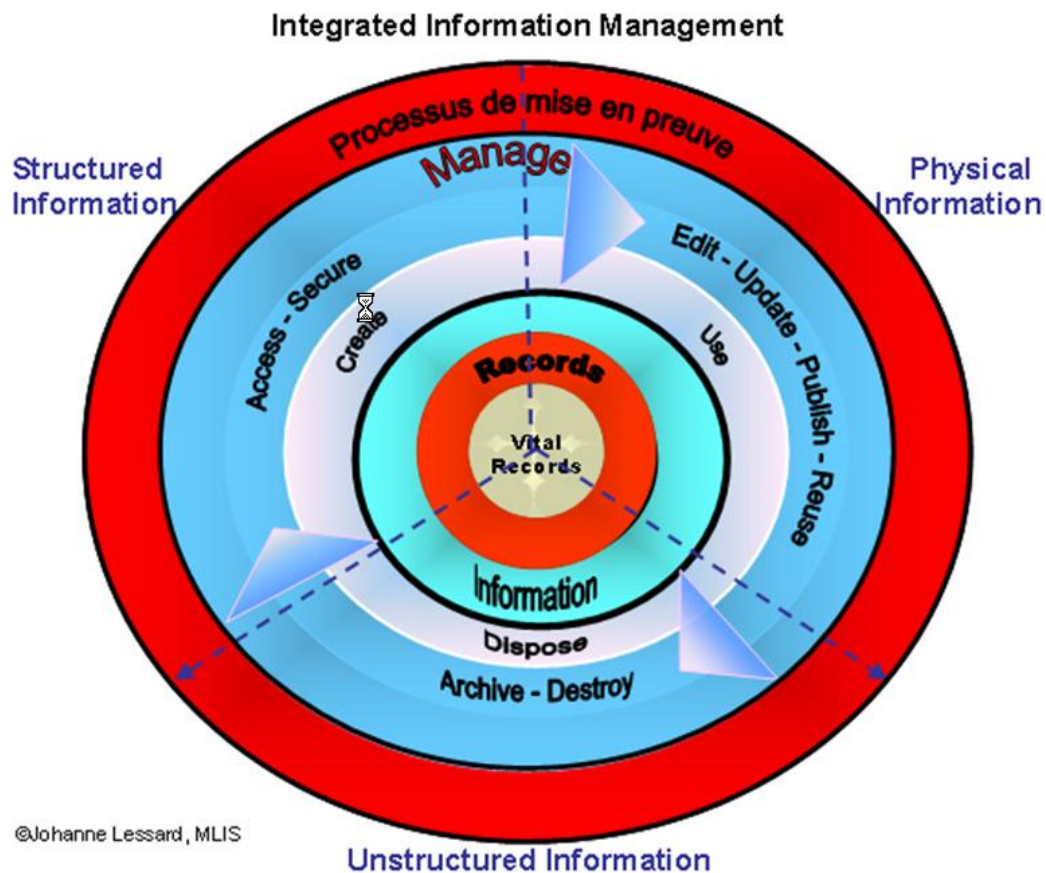 Integrated Information Management
Processus de mise en preuve
Manage
Structured
Information
Physical
Information
Access - Secure
Create
Edit - Update - Publish - Reuse
Use
Records
Vital
Records
Information
Dispose
Archive - Destroy
©Johanne Lessard, MLIS
Unstructured Information